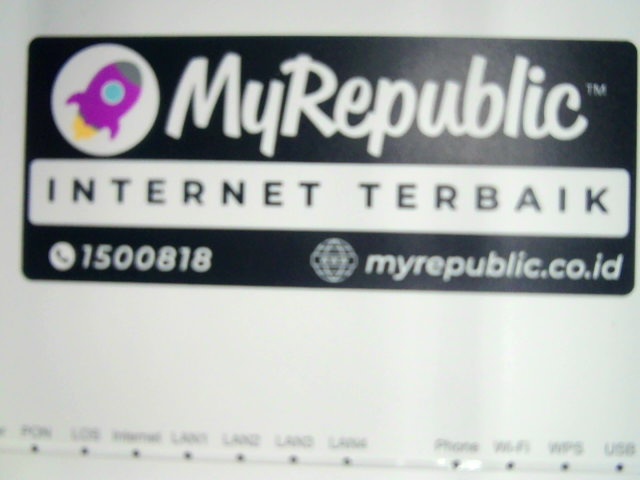 MyRepublic™
INTERNET TERBAIK
1500818 myrepublic.co.id
PON LOS Internet LAN1 LAN2 LAN3 LAN4 Phone Wi-Fi WPS USB